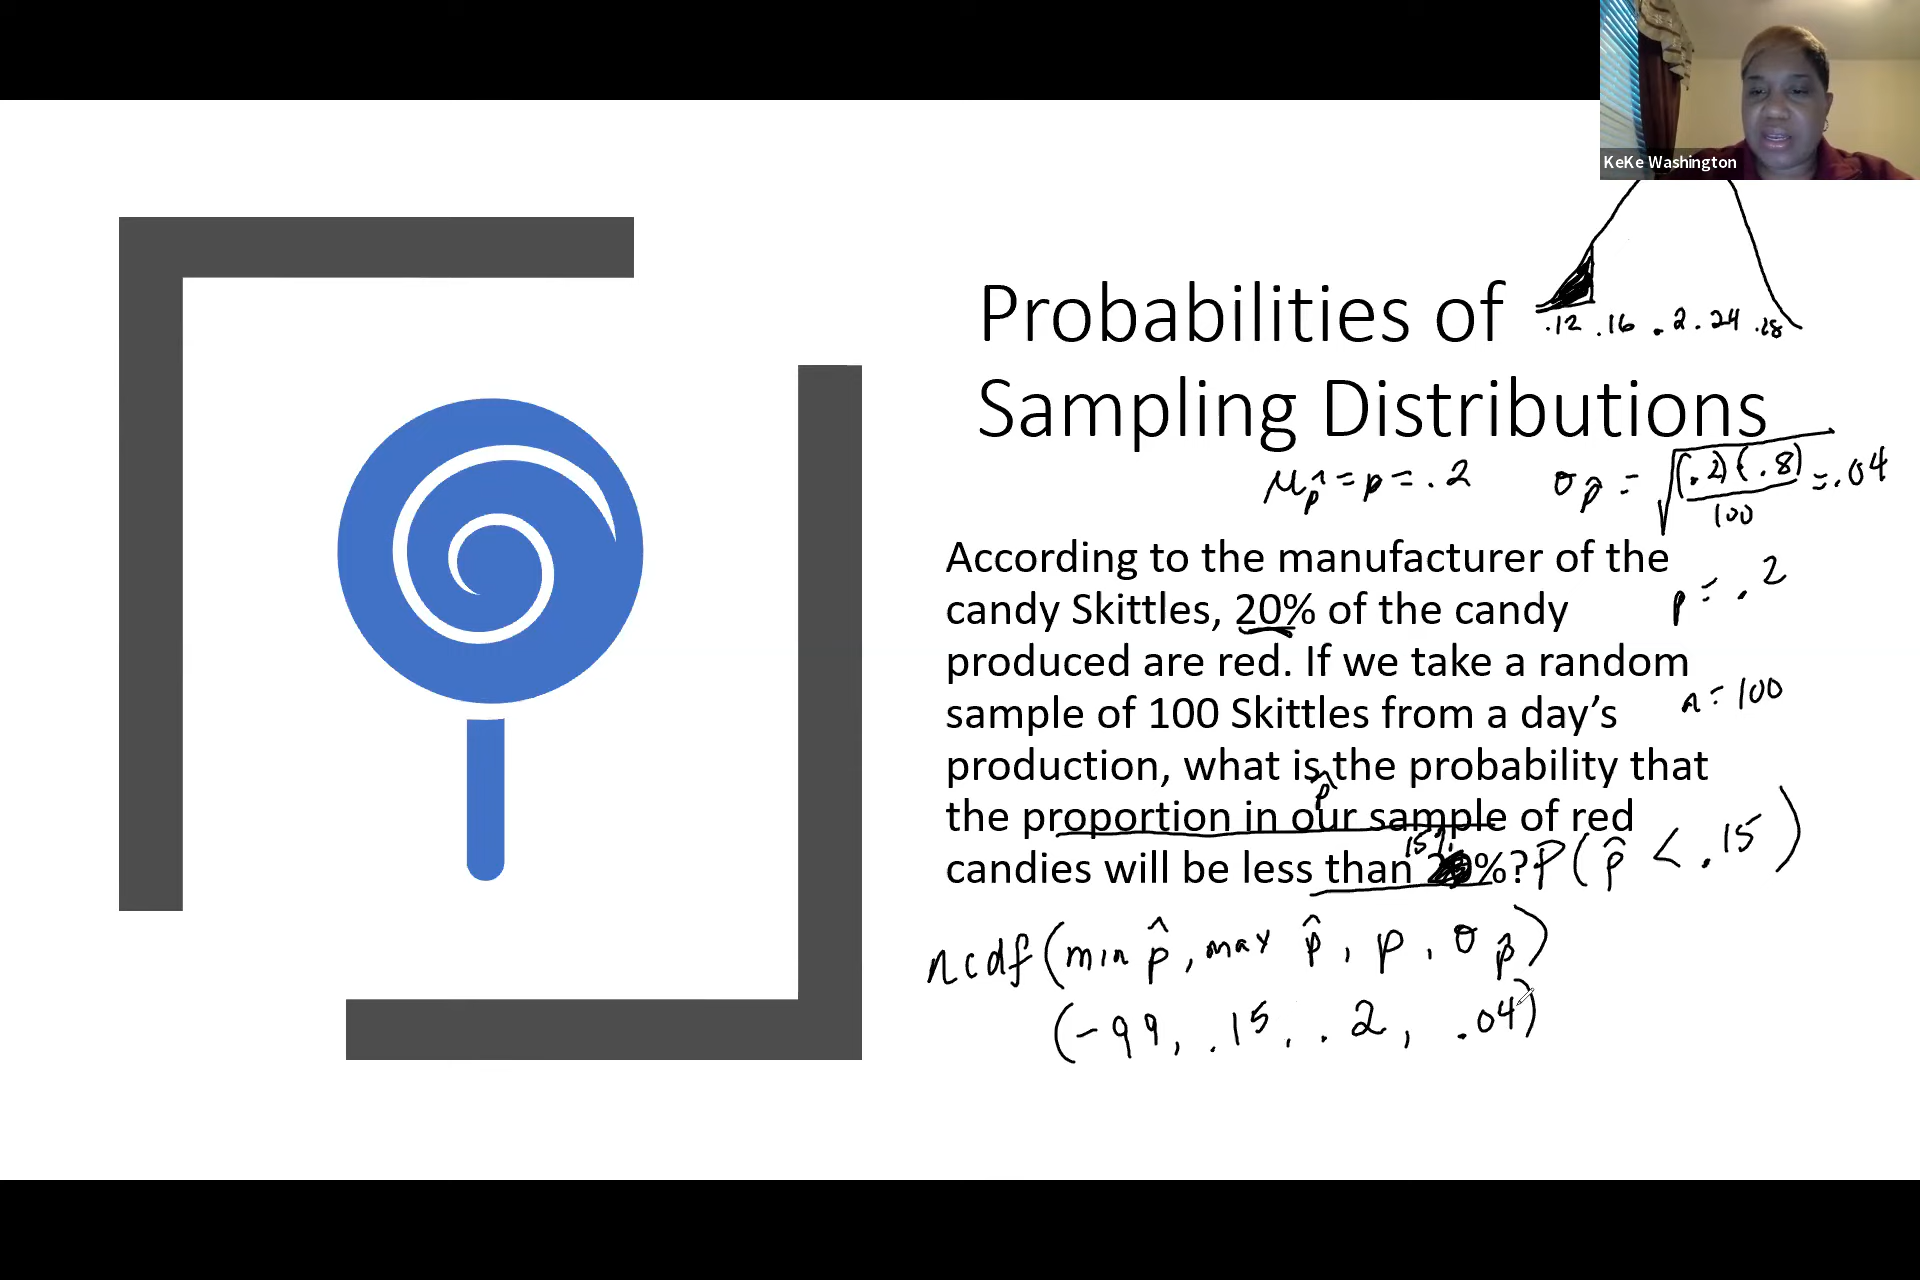 KeKe Washington
Probabilities of
.12 .16 .2 .24 .28
Sampling Distributions
μp̂ = p = .2 σp̂ = √(.2)(.8)/100 = .04
According to the manufacturer of the
candy Skittles, 20% of the candy
p = .2
produced are red. If we take a random
sample of 100 Skittles from a day’s
n = 100
production, what is the probability that
p̂
the proportion in our sample of red
15%
candies will be less than %? P(p̂ < .15)
ncdf(min p̂, max p̂, p, σp̂)
(-99, .15, .2, .04)